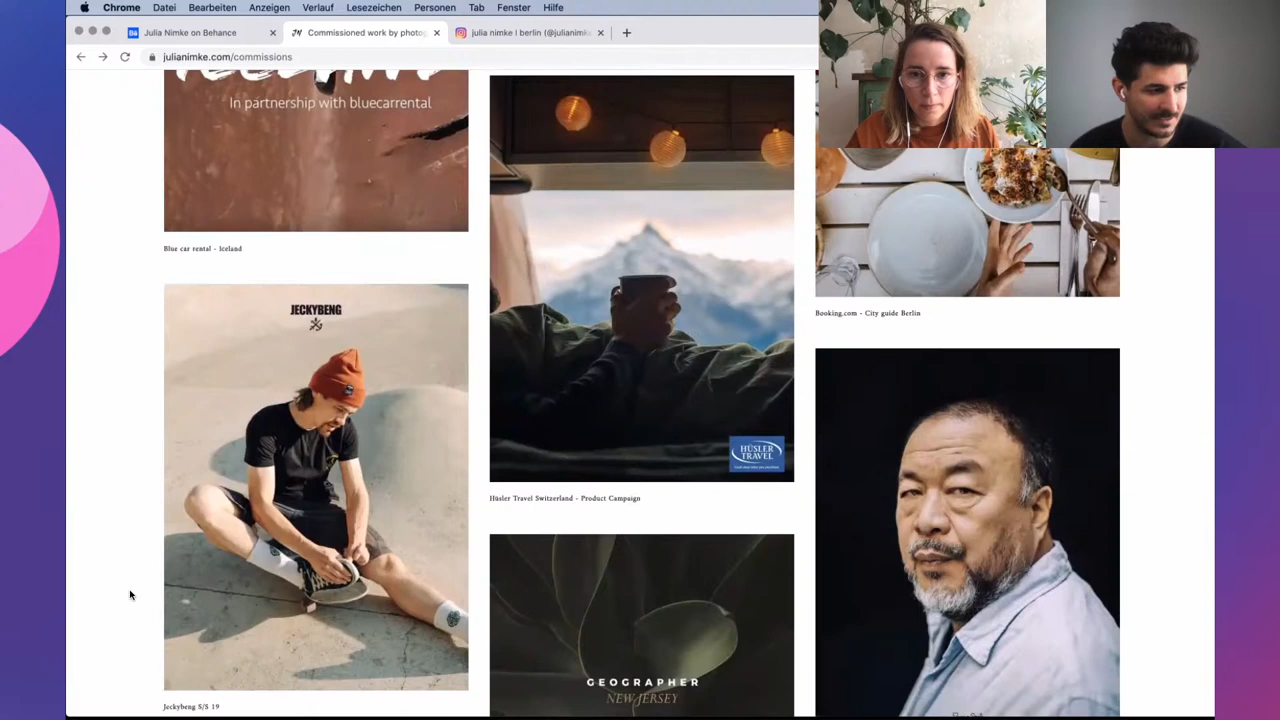 Chrome Datei Bearbeiten Anzeigen Verlauf Lesezeichen Personen Tab Fenster Hilfe
Bē Julia Nimke on Behance
Commissioned work by photog
julia nimke | berlin (@julianimk
julianimke.com/commissions
In partnership with bluecarrental
Blue car rental - Iceland
JECKYBENG
Jeckybeng S/S 19
HÜSLER
TRAVEL
Hüsler Travel Switzerland - Product Campaign
GEOGRAPHER
NEW JERSEY
Booking.com - City guide Berlin